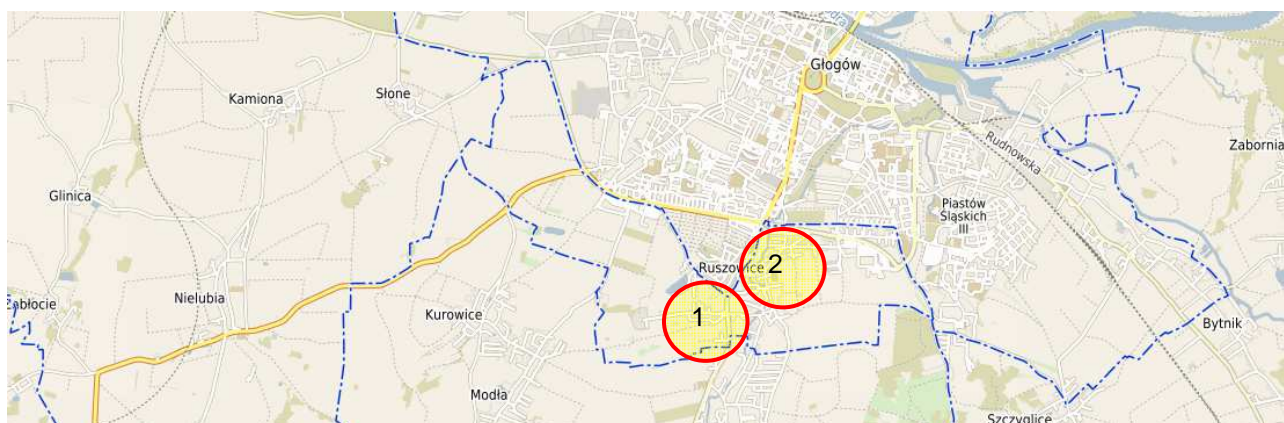 Głogów
Kamiona
Słone
Rudnowska
Zabornia
Glinica
Piastów
Śląskich
III
Ruszowice
2
Nielubia
Żabłocie
Kurowice
1
Bytnik
Modła
Szczyglice